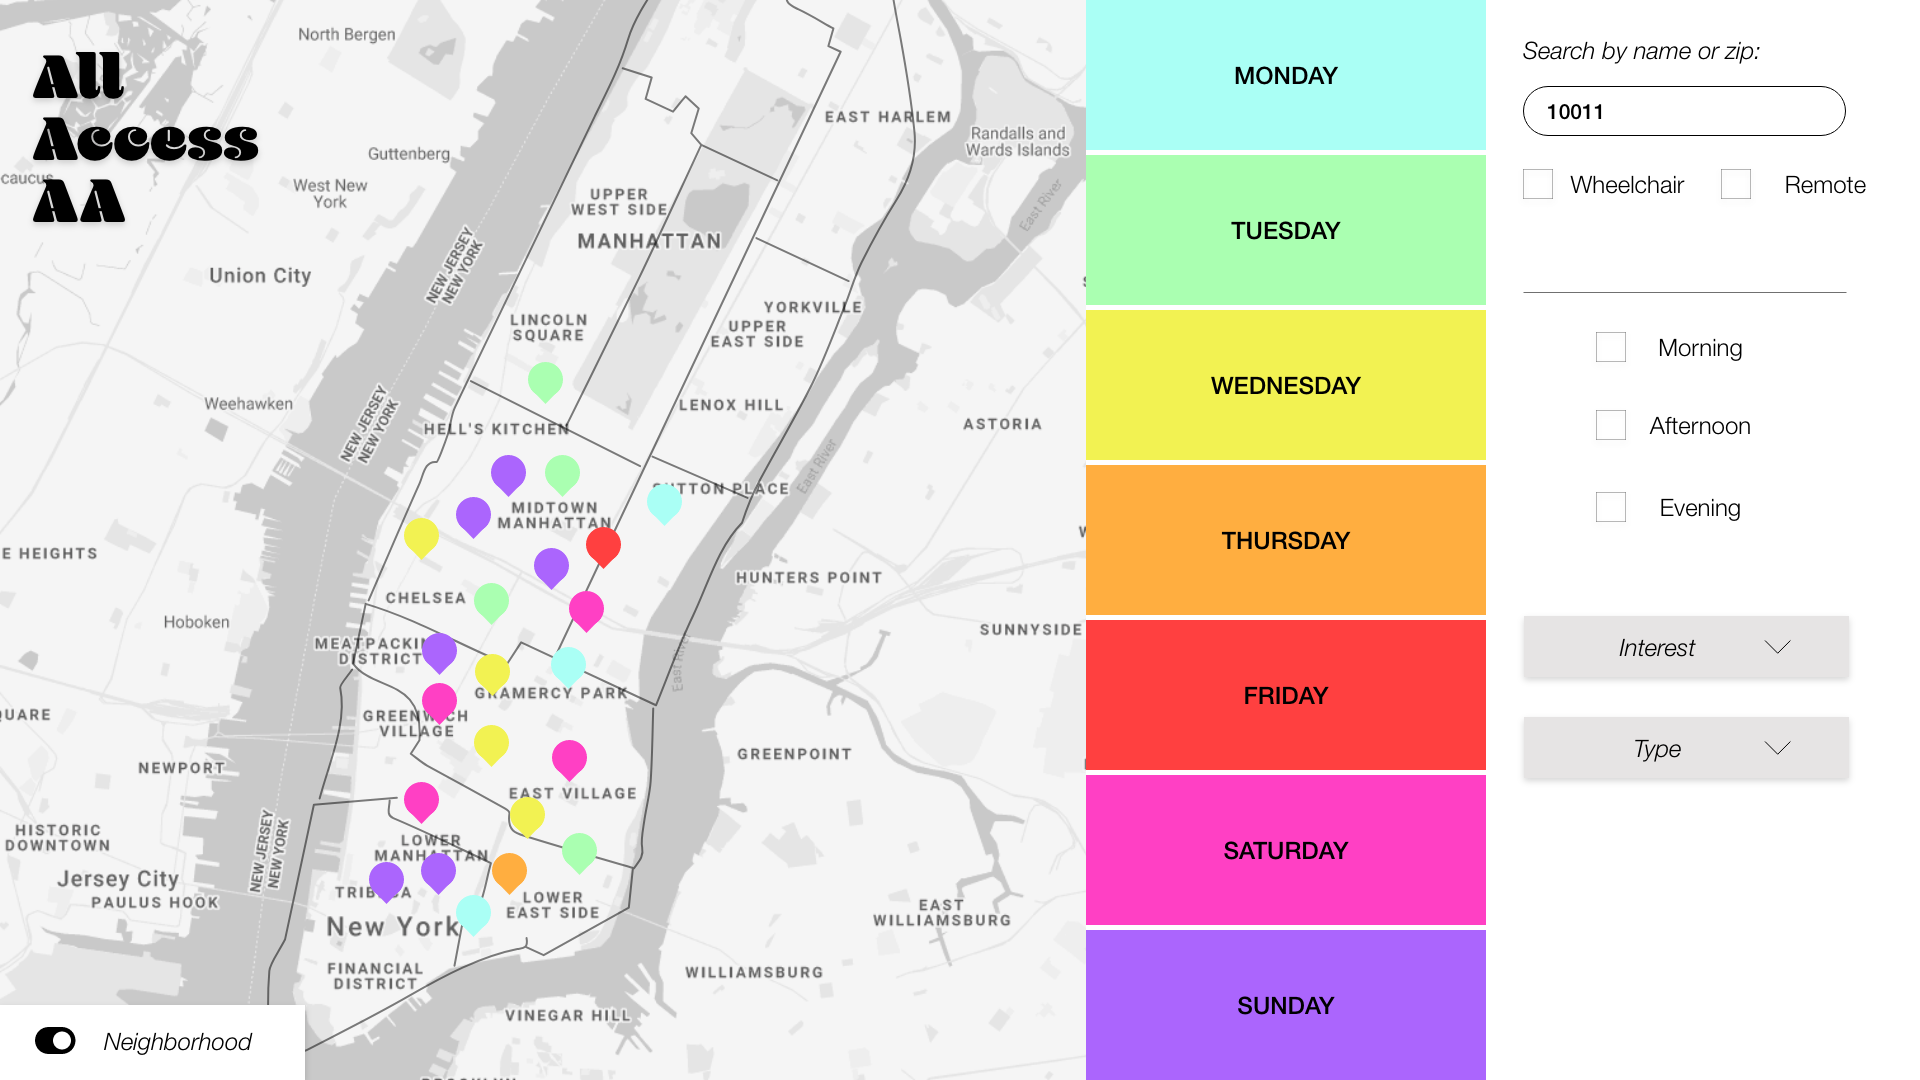 All
Access
AA
North Bergen
Guttenberg
caucus
West New
York
Union City
Weehawken
NEW JERSEY
NEW YORK
NEW JERSEY
NEW YORK
NEW JERSEY
NEW YORK
EAST HARLEM
Randalls and
Wards Islands
UPPER
WEST SIDE
MANHATTAN
East River
YORKVILLE
UPPER
EAST SIDE
LINCOLN
SQUARE
LENOX HILL
HELL'S KITCHEN
ASTORIA
East River
SUTTON PLACE
MIDTOWN
MANHATTAN
E HEIGHTS
HUNTERS POINT
CHELSEA
Hoboken
SUNNYSIDE
MEATPACKIN
DISTRICT
East River
GRAMERCY PARK
GREENWICH
VILLAGE
UARE
NEWPORT
GREENPOINT
EAST VILLAGE
HISTORIC
DOWNTOWN
LOWER
MANHATTAN
Jersey City
PAULUS HOOK
TRIBECA
LOWER
EAST SIDE
New York
EAST
WILLIAMSBURG
FINANCIAL
DISTRICT
WILLIAMSBURG
VINEGAR HILL
Neighborhood
MONDAY
TUESDAY
WEDNESDAY
THURSDAY
FRIDAY
SATURDAY
SUNDAY
Search by name or zip:
10011
Wheelchair
Remote
Morning
Afternoon
Evening
Interest
Type